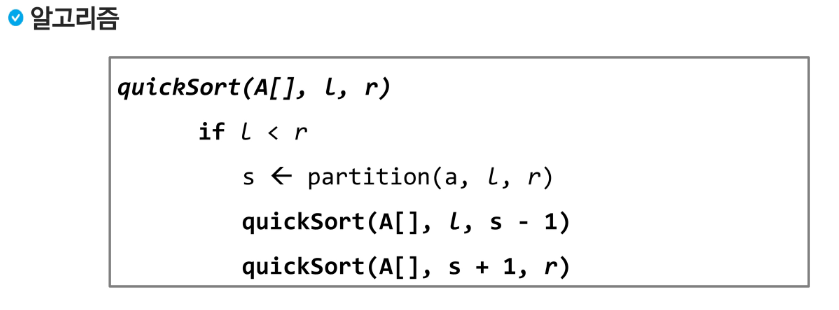 알고리즘
quickSort(A[], l, r)
if l < r
s ← partition(a, l, r)
quickSort(A[], l, s - 1)
quickSort(A[], s + 1, r)